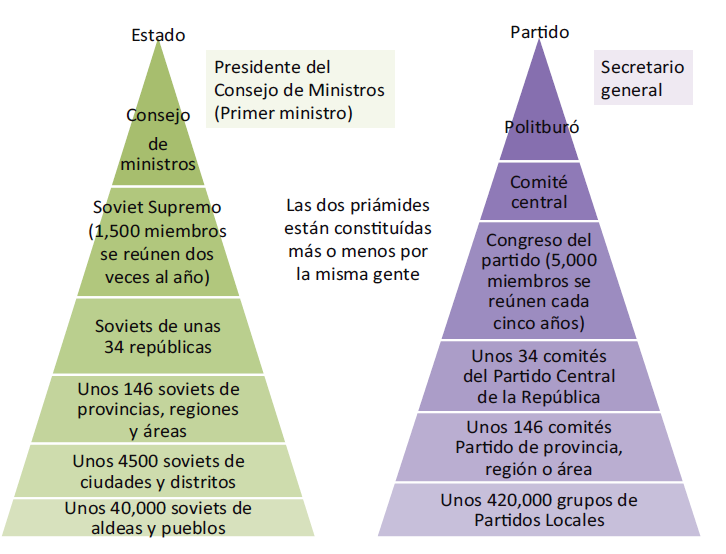 Estado
Presidente del
Consejo de Ministros
(Primer ministro)
Consejo
de
ministros
Soviet Supremo
(1,500 miembros
se reúnen dos
veces al año)
Soviets de unas
34 repúblicas
Unos 146 soviets de
provincias, regiones
y áreas
Unos 4500 soviets de
ciudades y distritos
Unos 40,000 soviets de
aldeas y pueblos
Las dos priámides
están constituídas
más o menos por
la misma gente
Partido
Secretario
general
Politburó
Comité
central
Congreso del
partido (5,000
miembros se
reúnen cada
cinco años)
Unos 34 comités
del Partido Central
de la República
Unos 146 comités
Partido de provincia,
región o área
Unos 420,000 grupos de
Partidos Locales